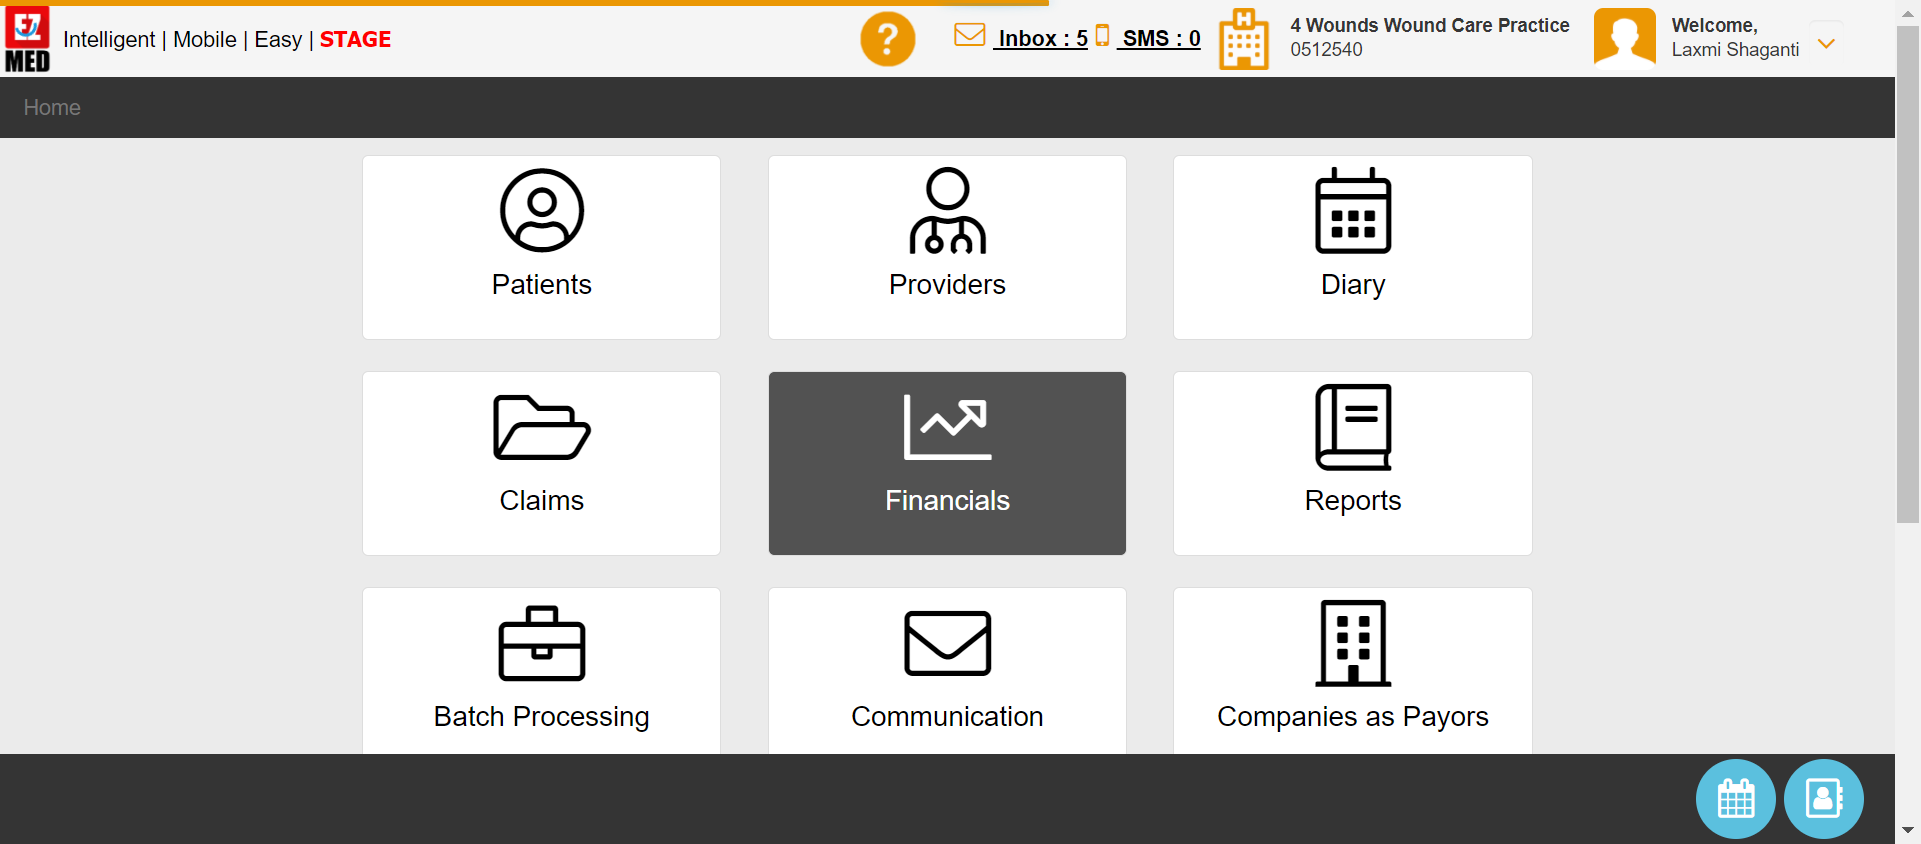 EZ
MED
Intelligent | Mobile | Easy | STAGE
?
Inbox : 5
SMS : 0
H
4 Wounds Wound Care Practice
0512540
Welcome,
Laxmi Shaganti
Home
Patients
Providers
Diary
Claims
Financials
Reports
Batch Processing
Communication
Companies as Payors